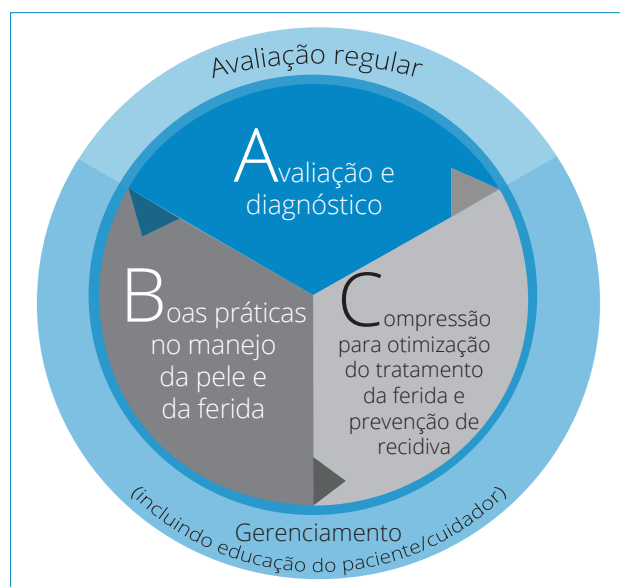 Avaliação regular
Avaliação e
diagnóstico
Boas práticas
no manejo
da pele e
da ferida
Compressão
para otimização
do tratamento
da ferida e
prevenção de
recidiva
Gerenciamento
(incluindo educação do paciente/cuidador)